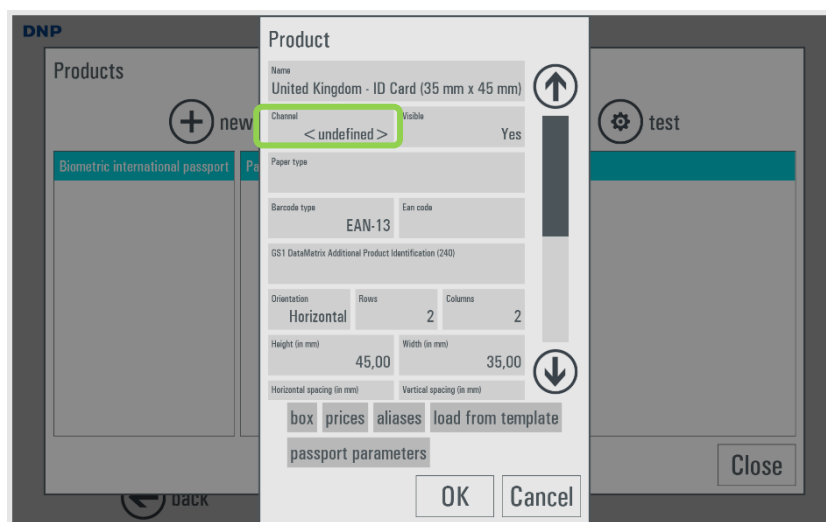 DNP
Products
new
test
Biometric international passport
Product
Name
United Kingdom - ID Card (35 mm x 45 mm)
Channel
Visible
< undefined >
Yes
Paper type
Barcode type
Ean code
EAN-13
GS1 DataMatrix Additional Product Identification (240)
Orientation
Rows
Columns
Horizontal
2
2
Height (in mm)
Width (in mm)
45,00
35,00
Horizontal spacing (in mm)
Vertical spacing (in mm)
box prices aliases load from template
passport parameters
OK
Cancel
Close
back